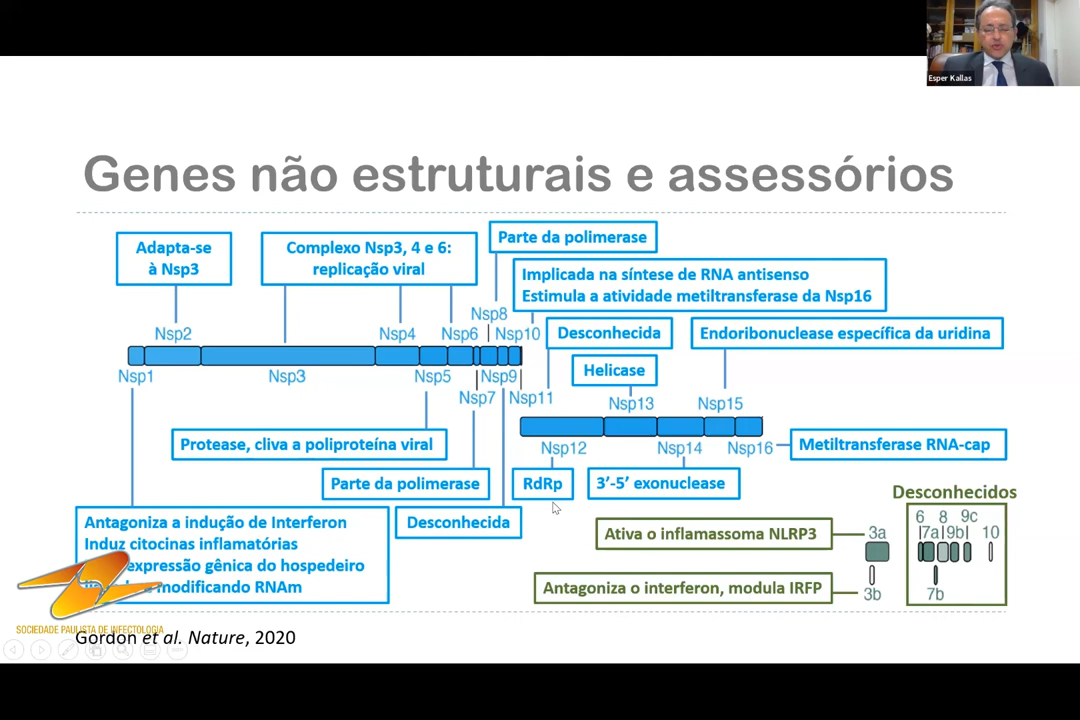 Esper Kallas
Genes não estruturais e assessórios
Adapta-se
à Nsp3
Complexo Nsp3, 4 e 6:
replicação viral
Parte da polimerase
Implicada na síntese de RNA antisenso
Estimula a atividade metiltransferase da Nsp16
Nsp8
Nsp2
Nsp4
Nsp6
Nsp10
Desconhecida
Endoribonuclease específica da uridina
Helicase
Nsp1
Nsp3
Nsp5
Nsp9
Nsp7
Nsp11
Nsp13
Nsp15
Protease, cliva a poliproteína viral
Nsp12
Nsp14
Nsp16
Metiltransferase RNA-cap
Parte da polimerase
RdRp
3’-5’ exonuclease
Desconhecidos
Antagoniza a indução de Interferon
Induz citocinas inflamatórias
expressão gênica do hospedeiro
modificando RNAm
Desconhecida
Ativa o inflamassoma NLRP3
3a
6 8 9c
7a 9b 10
Antagoniza o interferon, modula IRFP
3b
7b
SOCIEDADE PAULISTA DE INFECTOLOGIA
Gordon et al. Nature, 2020